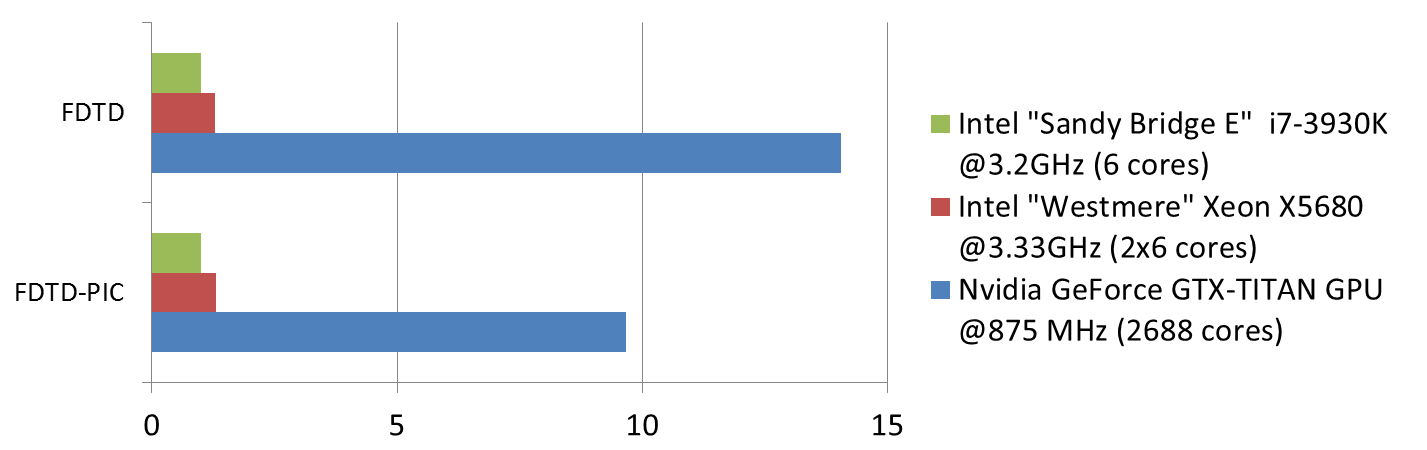 FDTD
FDTD-PIC
0 5 10 15
Intel "Sandy Bridge E" i7-3930K
@3.2GHz (6 cores)
Intel "Westmere" Xeon X5680
@3.33GHz (2x6 cores)
Nvidia GeForce GTX-TITAN GPU
@875 MHz (2688 cores)